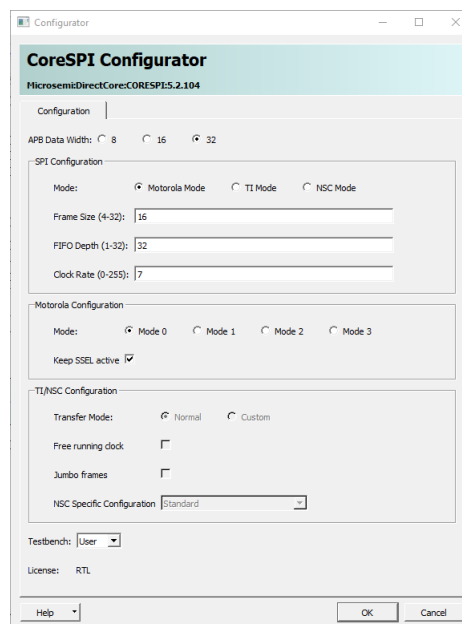 Configurator
CoreSPI Configurator
Microsemi:DirectCore:CORESPI:5.2.104
Configuration
APB Data Width: 8 16 32
SPI Configuration
Mode: Motorola Mode TI Mode NSC Mode
Frame Size (4-32): 16
FIFO Depth (1-32): 32
Clock Rate (0-255): 7
Motorola Configuration
Mode: Mode 0 Mode 1 Mode 2 Mode 3
Keep SSEL active
TI/NSC Configuration
Transfer Mode: Normal Custom
Free running clock
Jumbo frames
NSC Specific Configuration Standard
Testbench: User
License: RTL
Help OK Cancel